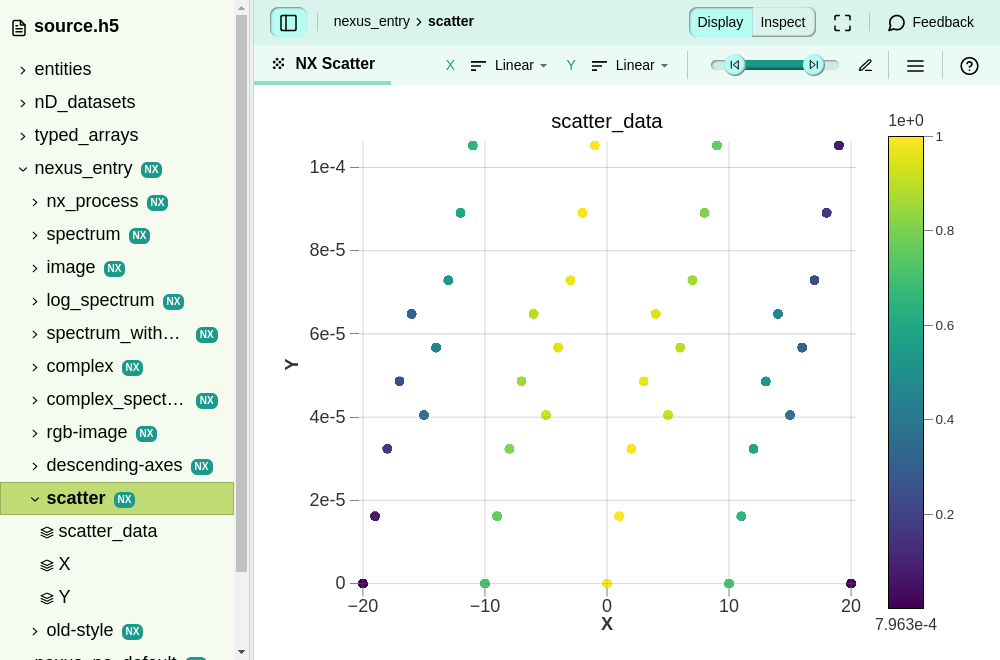 source.h5
entities
nD_datasets
typed_arrays
nexus_entry NX
nx_process NX
spectrum NX
image NX
log_spectrum NX
spectrum_with… NX
complex NX
complex_spect… NX
rgb-image NX
descending-axes NX
scatter NX
scatter_data
X
Y
old-style NX
nexus_entry › scatter
Display
Inspect
Feedback
NX Scatter
X Linear
Y Linear
scatter_data
1e-4
8e-5
6e-5
4e-5
2e-5
0
Y
−20
−10
0
10
20
X
1e+0
1
0.8
0.6
0.4
0.2
7.963e-4